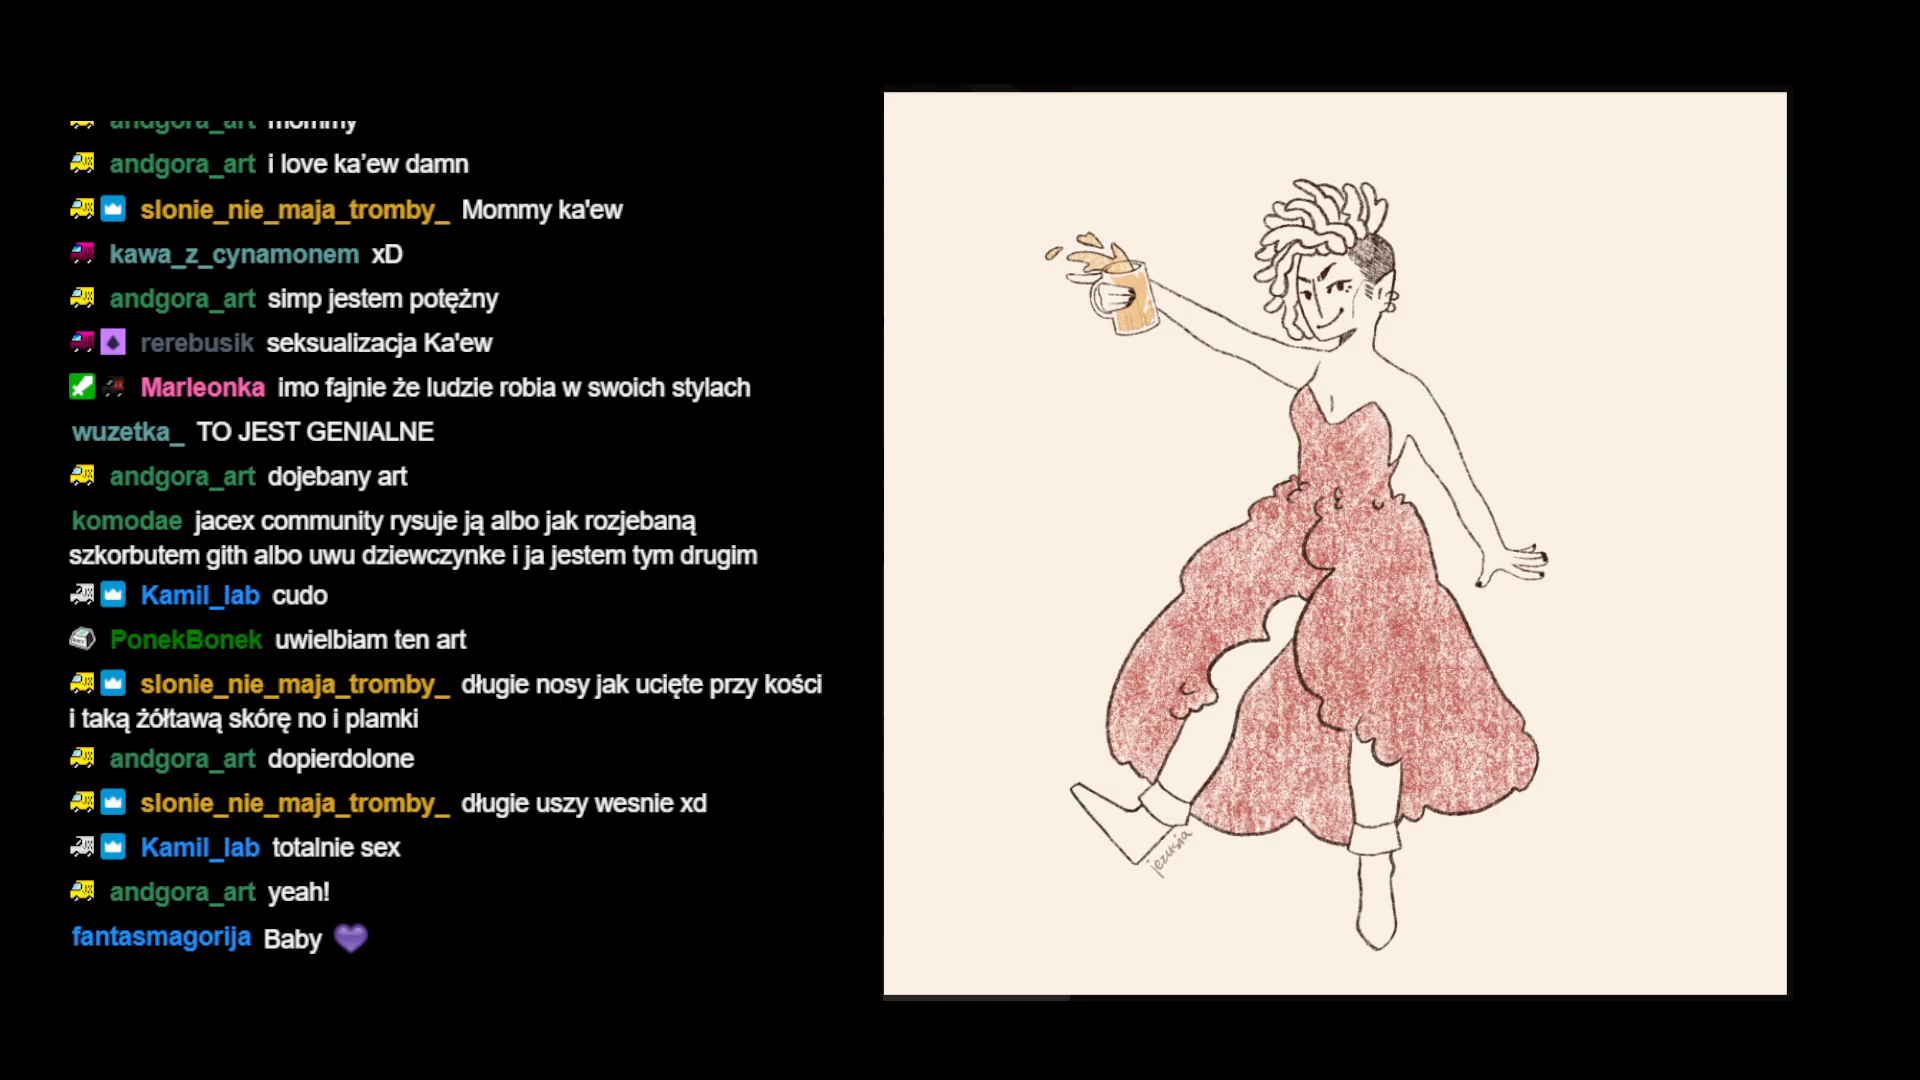 andgora_art mommy
andgora_art i love ka'ew damn
slonie_nie_maja_tromby_ Mommy ka'ew
kawa_z_cynamonem xD
andgora_art simp jestem potężny
rerebusik seksualizacja Ka'ew
Marleonka imo fajnie że ludzie robia w swoich stylach
wuzetka_ TO JEST GENIALNE
andgora_art dojebany art
komodae jacex community rysuje ją albo jak rozjebaną
szkorbutem gith albo uwu dziewczynke i ja jestem tym drugim
Kamil_lab cudo
PonekBonek uwielbiam ten art
slonie_nie_maja_tromby_ długie nosy jak ucięte przy kości
i taką żółtawą skórę no i plamki
andgora_art dopierdolone
slonie_nie_maja_tromby_ długie uszy wesnie xd
Kamil_lab totalnie sex
andgora_art yeah!
fantasmagorija Baby
jezusia